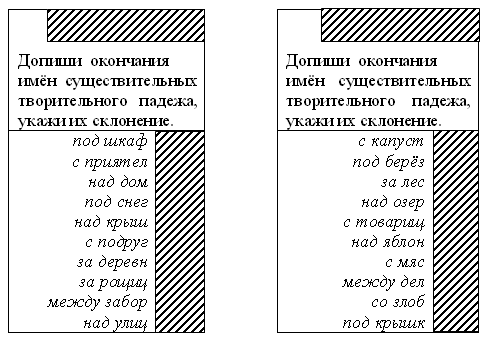 Допиши окончания
имён существительных
творительного падежа,
укажи их склонение.
под шкаф
с приятел
над дом
под снег
над крыш
с подруг
за деревн
за рощиц
между забор
над улиц
Допиши окончания
имён существительных
творительного падежа,
укажи их склонение.
с капуст
под берёз
за лес
над озер
с товарищ
над яблон
с мяс
между дел
со злоб
под крышк